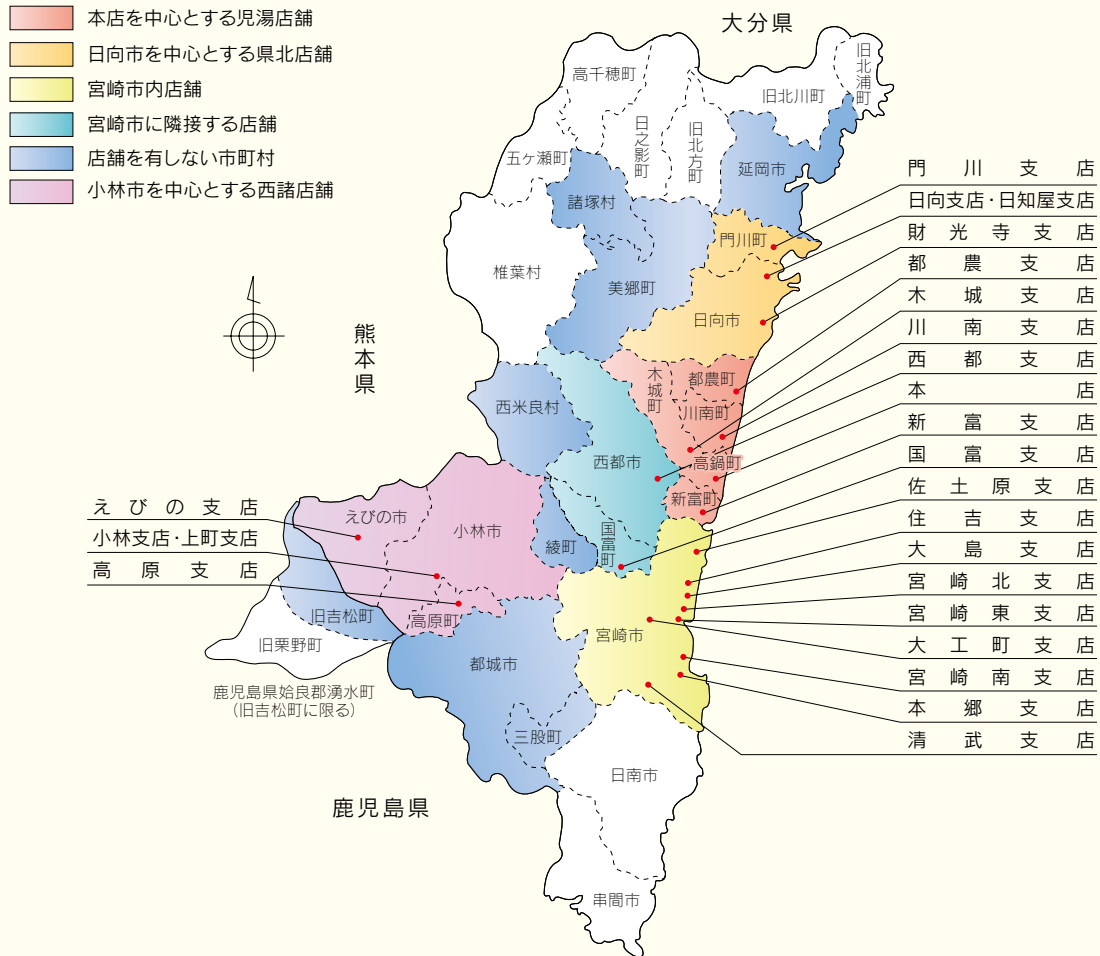 本店を中心とする児湯店舗
日向市を中心とする県北店舗
宮崎市内店舗
宮崎市に隣接する店舗
店舗を有しない市町村
小林市を中心とする西諸店舗
大分県
熊本県
鹿児島県
高千穂町
日之影町
旧北方町
旧北川町
旧北浦町
五ヶ瀬町
延岡市
諸塚村
門川町
椎葉村
美郷町
日向市
木城町
都農町
川南町
西米良村
西都市
高鍋町
新富町
えびの市
小林市
綾町
国富町
旧吉松町
高原町
宮崎市
旧栗野町
都城市
鹿児島県姶良郡湧水町
(旧吉松町に限る)
三股町
日南市
串間市
門川支店
日向支店・日知屋支店
財光寺支店
都農支店
木城支店
川南支店
西都支店
本店
新富支店
国富支店
佐土原支店
住吉支店
大島支店
宮崎北支店
宮崎東支店
大工町支店
宮崎南支店
本郷支店
清武支店
えびの支店
小林支店・上町支店
高原支店